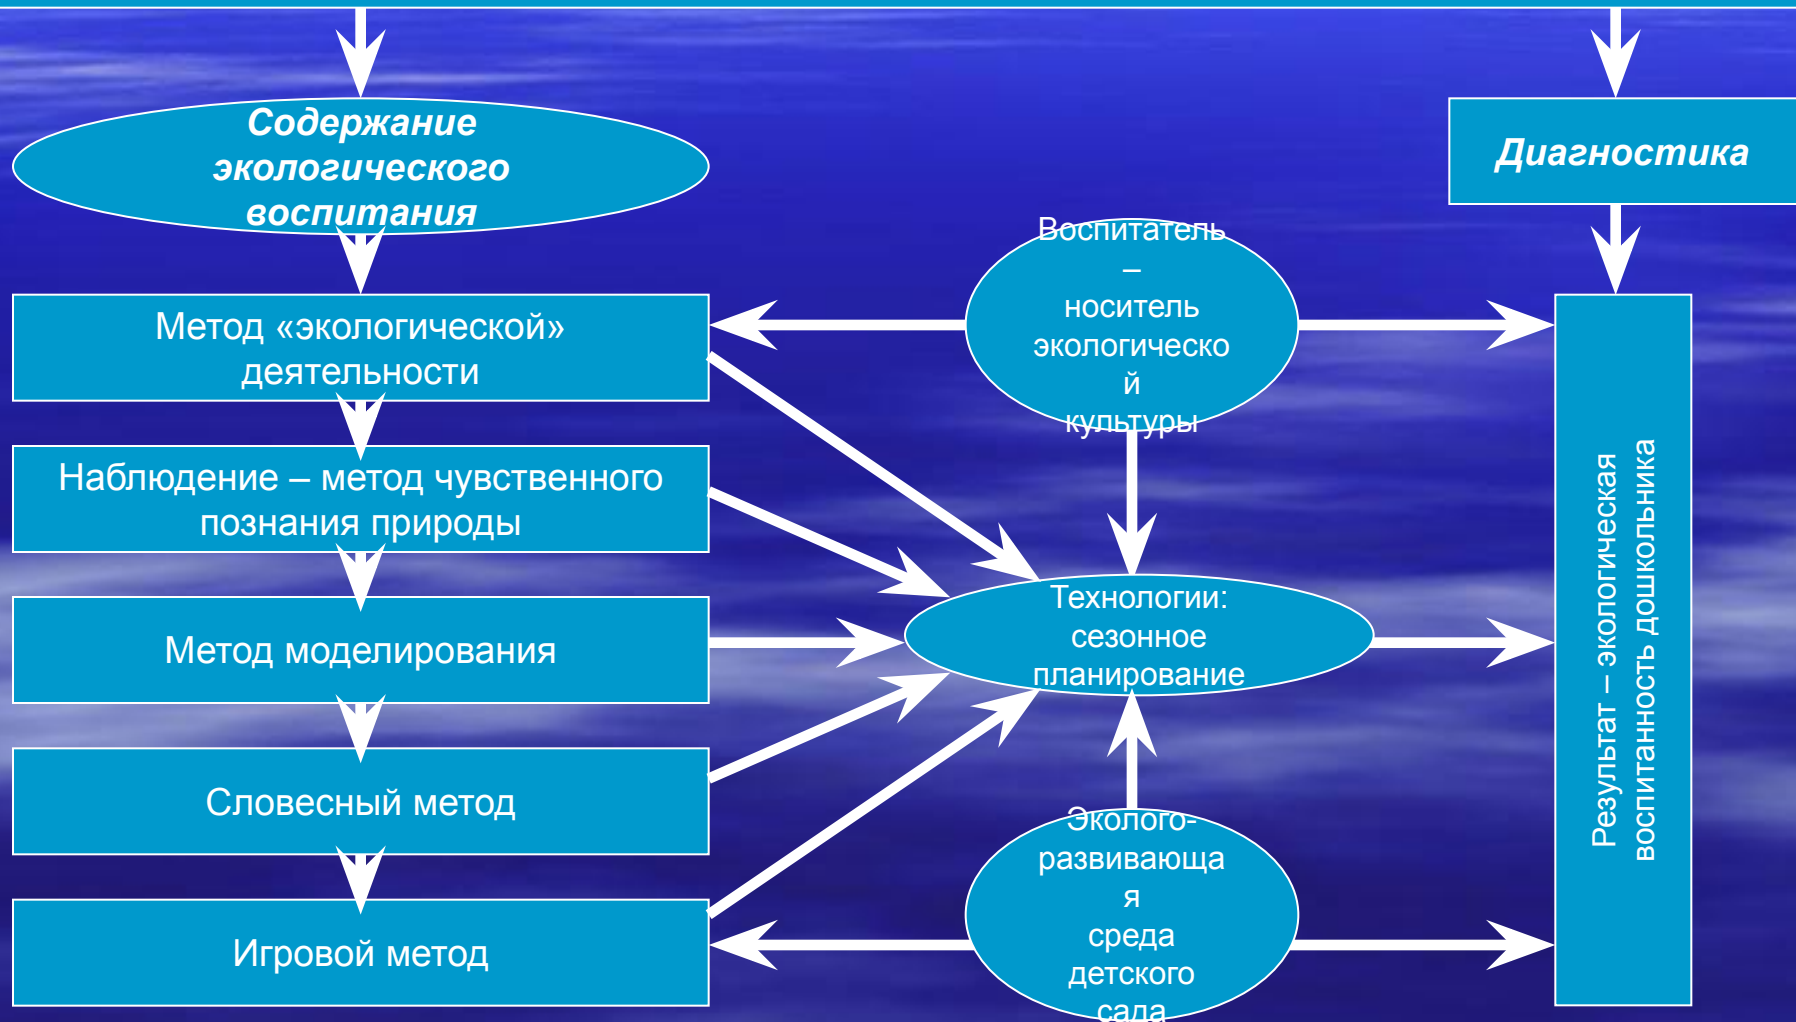 Содержание
экологического
воспитания
Диагностика
Воспитатель
–
носитель
экологическо
й
культуры
Метод «экологической»
деятельности
Наблюдение – метод чувственного
познания природы
Метод моделирования
Словесный метод
Игровой метод
Технологии:
сезонное
планирование
Эколого-
развивающа
я
среда
детского
сада
Результат – экологическая
воспитанность дошкольника